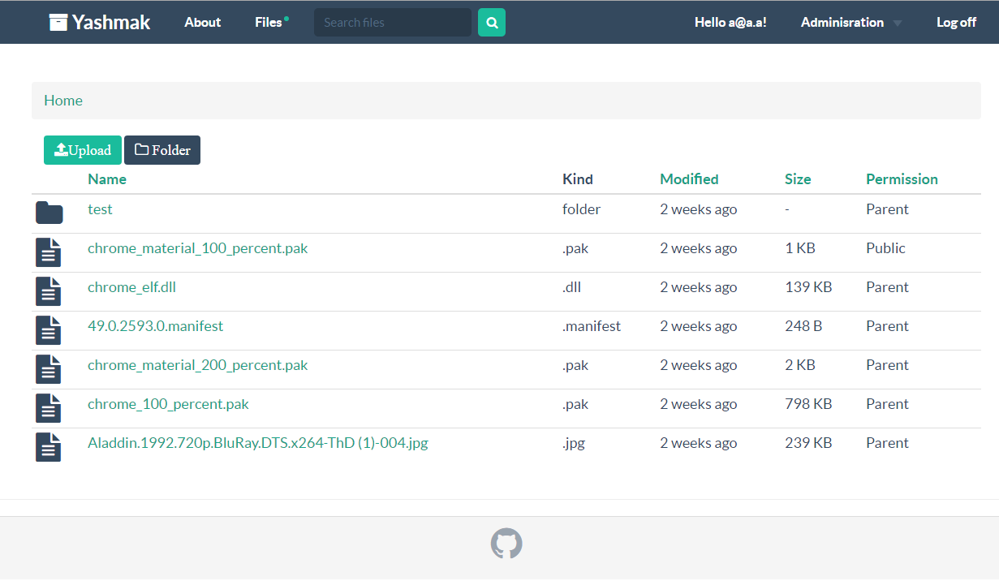 Yashmak About Files Search files Hello a@a.a! Adminisration Log off
Home
Upload Folder
Name Kind Modified Size Permission
test folder 2 weeks ago - Parent
chrome_material_100_percent.pak .pak 2 weeks ago 1 KB Public
chrome_elf.dll .dll 2 weeks ago 139 KB Parent
49.0.2593.0.manifest .manifest 2 weeks ago 248 B Parent
chrome_material_200_percent.pak .pak 2 weeks ago 2 KB Parent
chrome_100_percent.pak .pak 2 weeks ago 798 KB Parent
Aladdin.1992.720p.BluRay.DTS.x264-ThD (1)-004.jpg .jpg 2 weeks ago 239 KB Parent